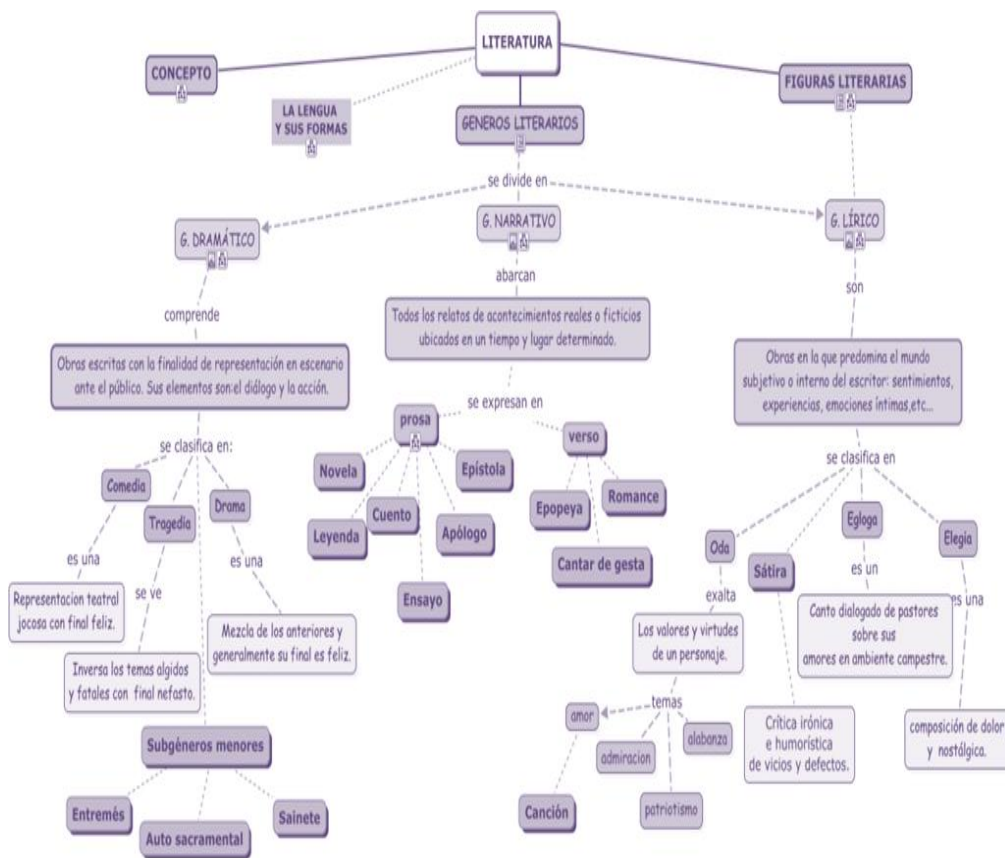 LITERATURA
CONCEPTO
FIGURAS LITERARIAS
LA LENGUA
Y SUS FORMAS
GENEROS LITERARIOS
se divide en
G. DRAMÁTICO
G. NARRATIVO
G. LÍRICO
comprende
abarcan
son
Obras escritas con la finalidad de representación en escenario
ante el público. Sus elementos son:el diálogo y la acción.
Todos los relatos de acontecimientos reales o ficticios
ubicados en un tiempo y lugar determinado.
Obras en la que predomina el mundo
subjetivo o interno del escritor: sentimientos,
experiencias, emociones íntimas,etc...
se clasifica en:
Comedia
Tragedia
Drama
es una
se ve
es una
Representacion teatral
jocosa con final feliz.
Inversa los temas algidos
y fatales con final nefasto.
Mezcla de los anteriores y
generalmente su final es feliz.
Subgéneros menores
Entremés
Auto sacramental
Sainete
se expresan en
prosa
verso
Novela
Epístola
Leyenda
Cuento
Apólogo
Ensayo
Epopeya
Romance
Cantar de gesta
se clasifica en
Oda
Sátira
Egloga
Elegia
exalta
es un
es una
Los valores y virtudes
de un personaje.
Canto dialogado de pastores
sobre sus
amores en ambiente campestre.
temas
amor
admiracion
alabanza
patriotismo
Canción
Crítica irónica
e humorística
de vicios y defectos.
composición de dolor
y nostálgica.